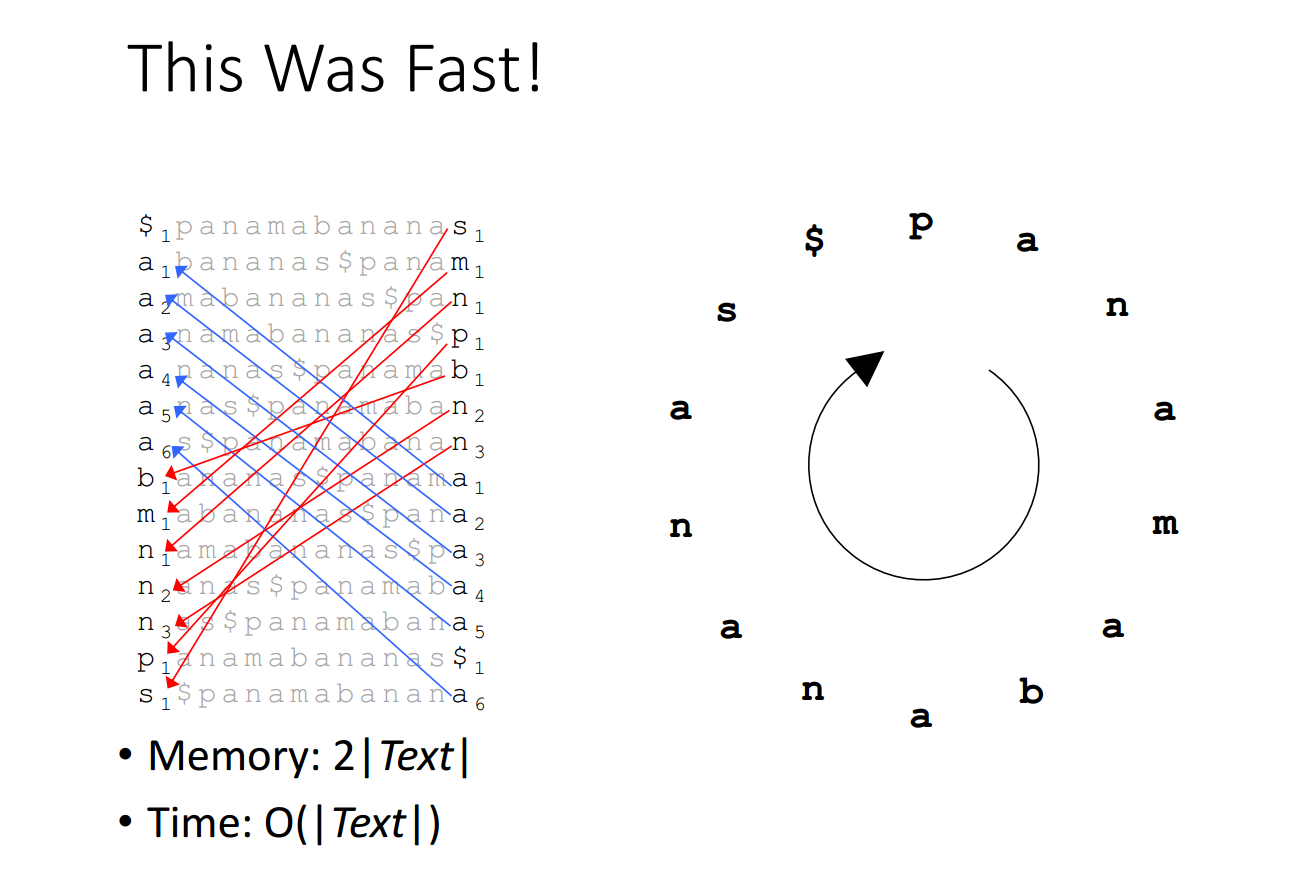 This Was Fast!
$1panamabananas1
a1bananas$panam1
a2mabananas$pan1
a3namabananas$p1
a4nanas$panamab1
a5nas$panamaban2
a6s$panamabanan3
b1ananas$panama1
m1abananas$pana2
n1amabananas$pa3
n2anas$panamaba4
n3as$panamabana5
p1anamabananas$1
s1$panamabanana6
• Memory: 2|Text|
• Time: O(|Text|)
p
$ a
s n
a a
n m
a a
n b
a